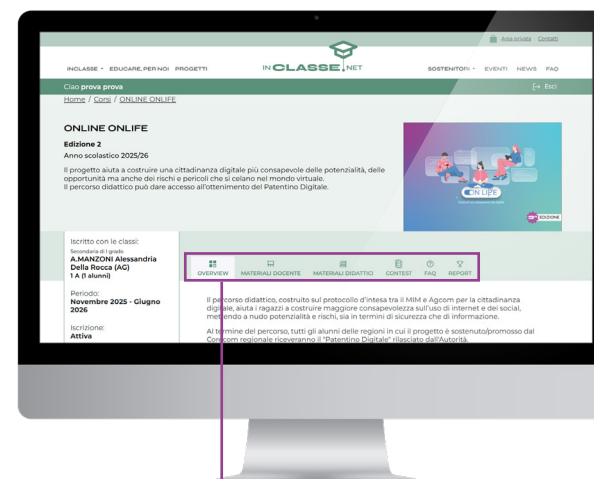 Area privata Contatti
INCLASSE EDUCARE, PER NOI PROGETTI IN CLASSE.NET SOSTENITORI EVENTI NEWS FAQ
Ciao prova prova Esci
Home / Corsi / ONLINE ONLIFE
ONLINE ONLIFE
Edizione 2
Anno scolastico 2025/26
Il progetto aiuta a costruire una cittadinanza digitale più consapevole delle potenzialità, delle
opportunità ma anche dei rischi e pericoli che si celano nel mondo virtuale.
Il percorso didattico può dare accesso all'ottenimento del Patentino Digitale.
ON LIFE
EDIZIONE
Iscritto con le classi:
Secondaria di I grado
A.MANZONI Alessandria
Della Rocca (AG)
1 A (1 alunni)
Periodo:
Novembre 2025 - Giugno
2026
Iscrizione:
Attiva
OVERVIEW MATERIALI DOCENTE MATERIALI DIDATTICI CONTEST FAQ REPORT
Il percorso didattico, costruito sul protocollo d'intesa tra il MIM e Agcom per la cittadinanza
digitale, aiuta i ragazzi a costruire maggiore consapevolezza sull'uso di internet e dei social,
mettendo a nudo potenzialità e rischi, sia in termini di sicurezza che di informazione.
Al termine del percorso, tutti gli alunni delle regioni in cui il progetto è sostenuto/promosso dal
Corecom regionale riceveranno il "Patentino Digitale" rilasciato dall'Autorità.